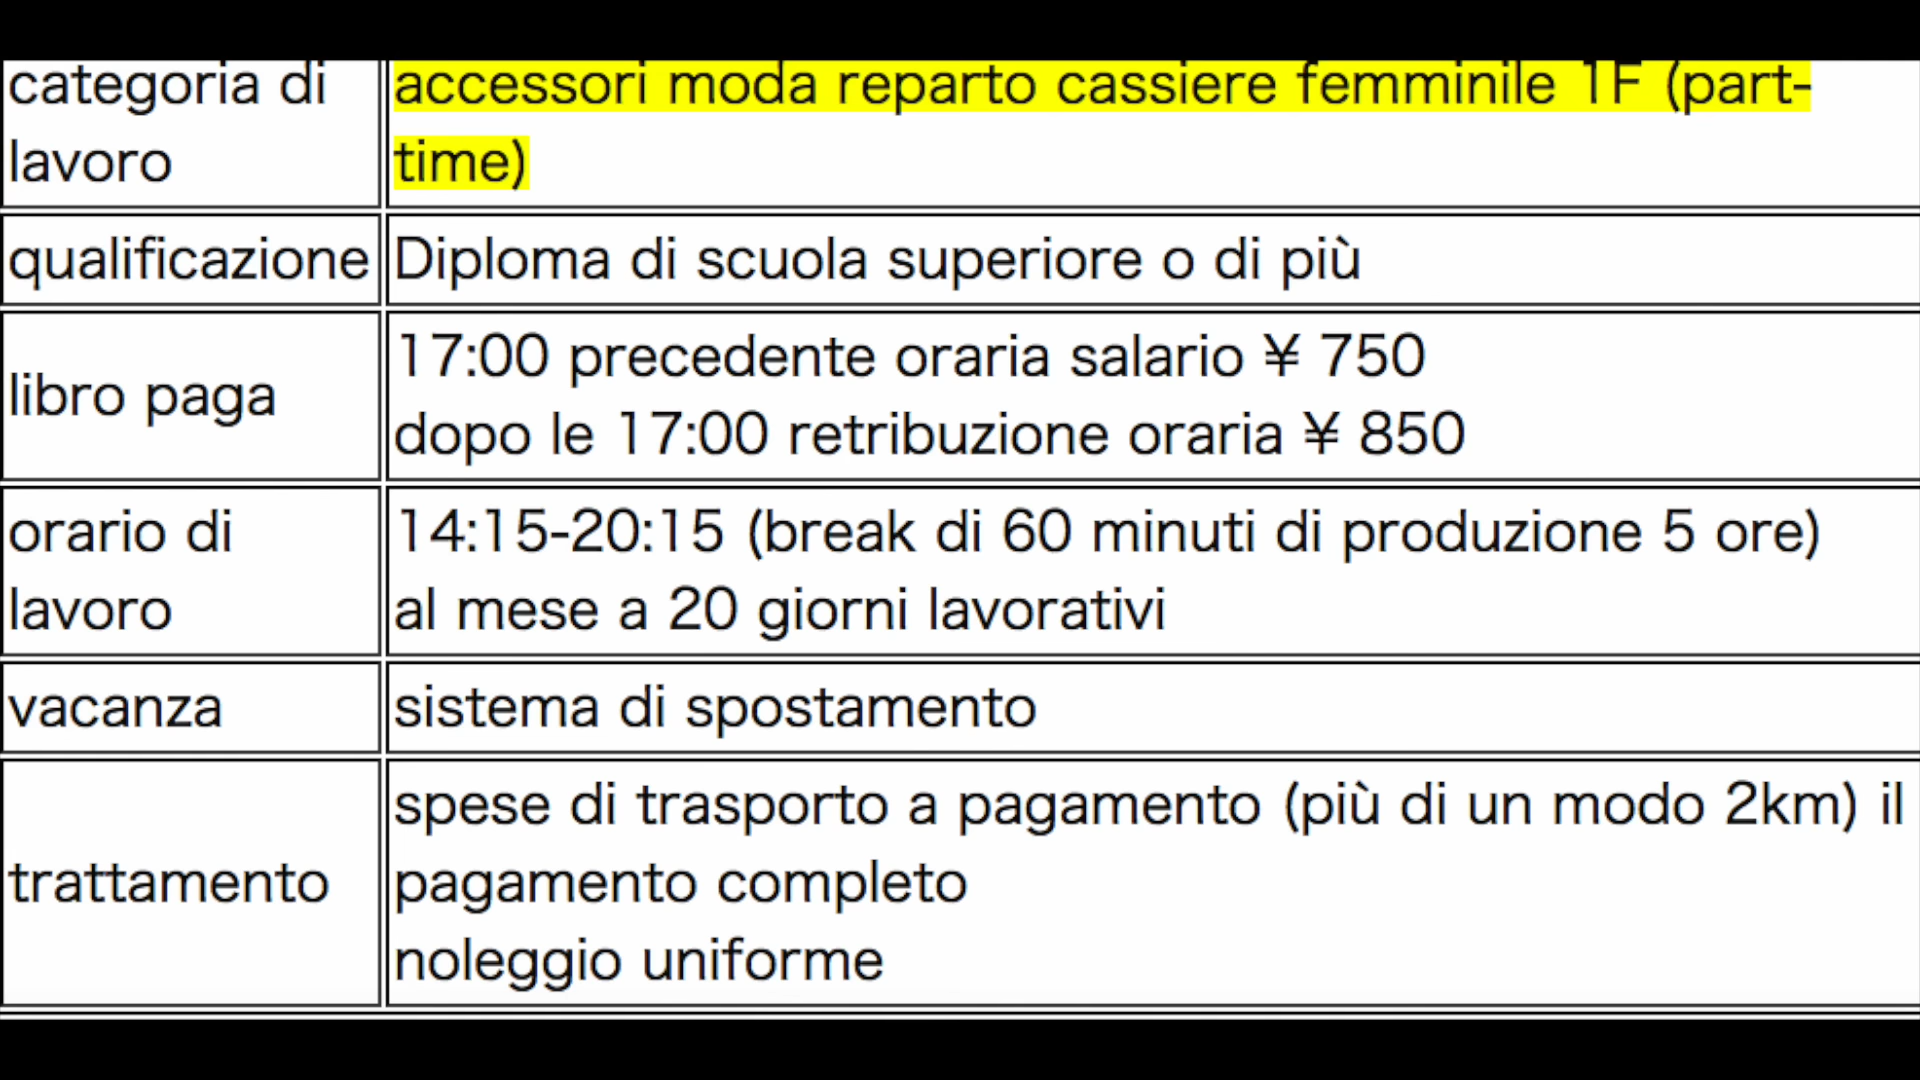 categoria di
lavoro
accessori moda reparto cassiere femminile 1F (part-
time)
qualificazione
Diploma di scuola superiore o di più
libro paga
17:00 precedente oraria salario ¥ 750
dopo le 17:00 retribuzione oraria ¥ 850
orario di
lavoro
14:15-20:15 (break di 60 minuti di produzione 5 ore)
al mese a 20 giorni lavorativi
vacanza
sistema di spostamento
trattamento
spese di trasporto a pagamento (più di un modo 2km) il
pagamento completo
noleggio uniforme